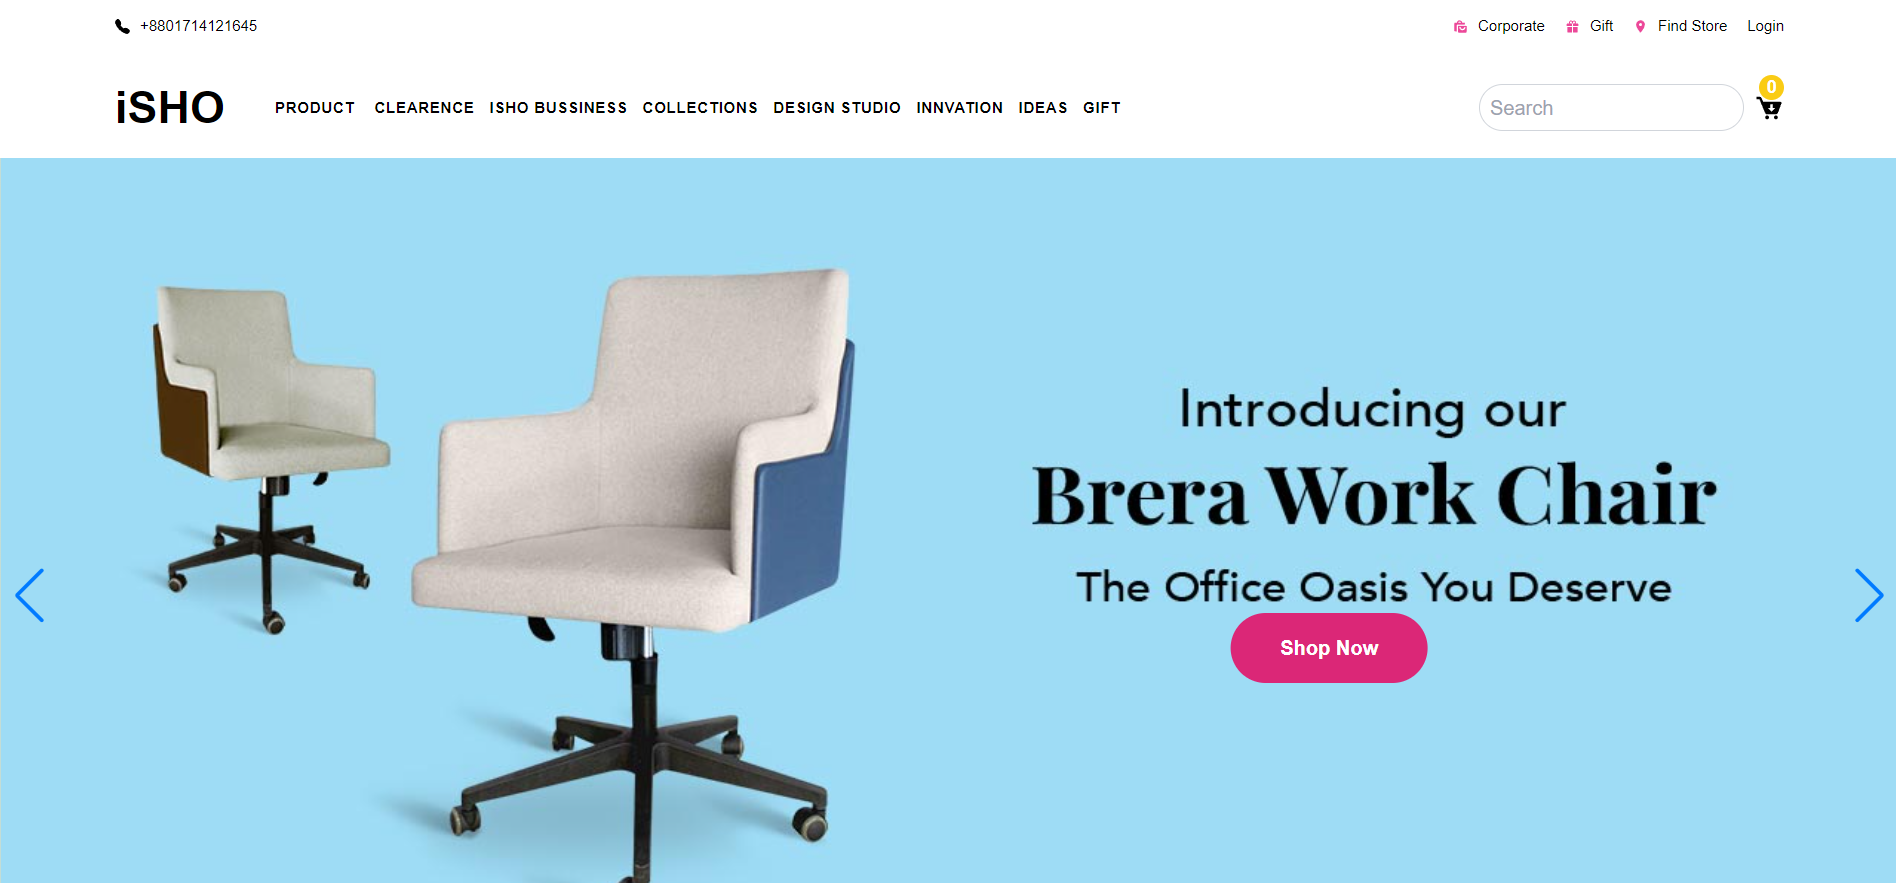 +8801714121645
Corporate Gift Find Store Login
iSHO
PRODUCT CLEARENCE ISHO BUSSINESS COLLECTIONS DESIGN STUDIO INNVATION IDEAS GIFT
Search
0
Introducing our
Brera Work Chair
The Office Oasis You Deserve
Shop Now